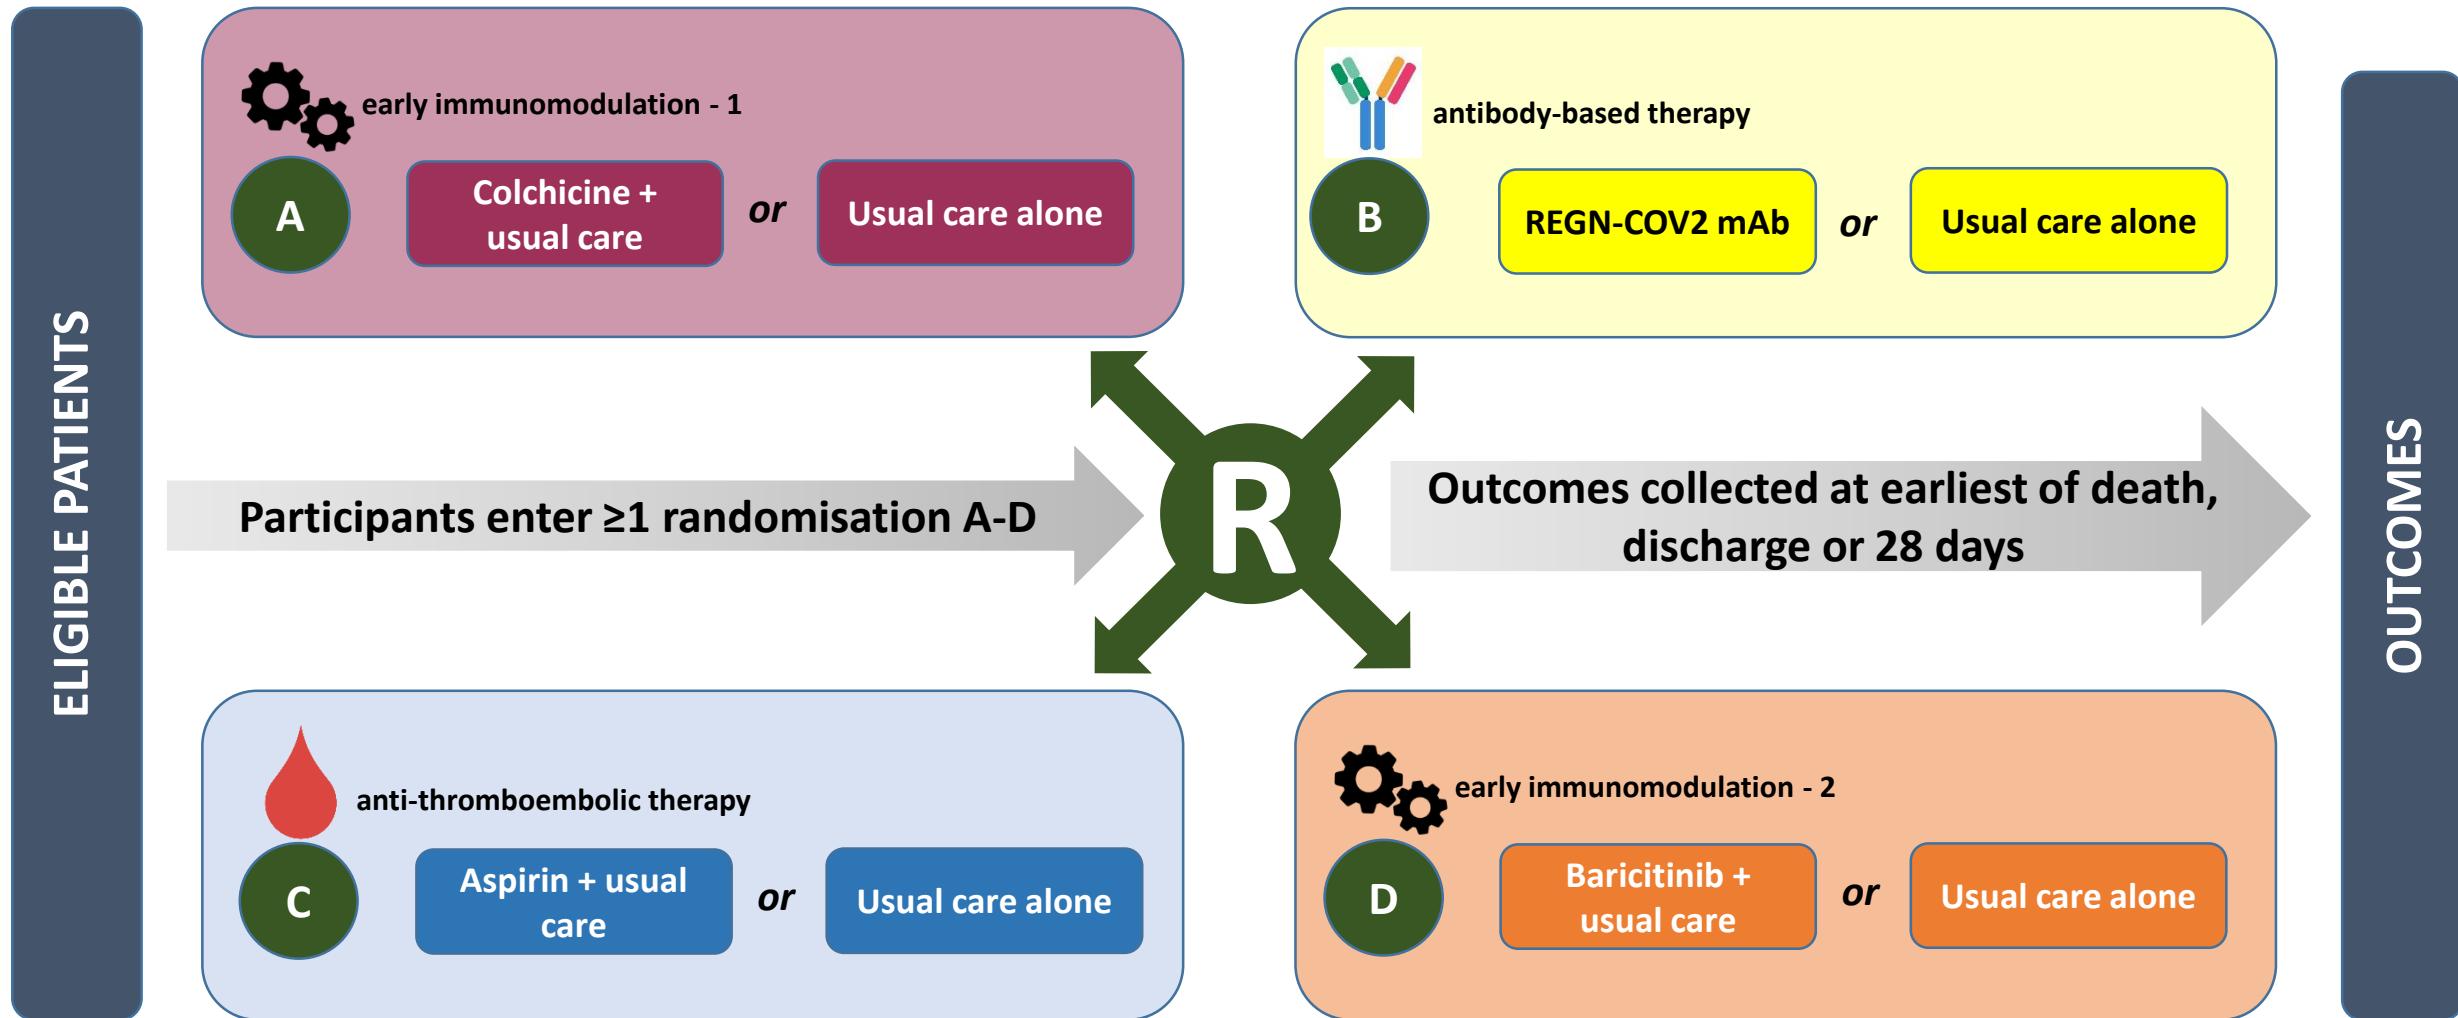 ELIGIBLE PATIENTS
early immunomodulation - 1
A
Colchicine +
usual care
or
Usual care alone
antibody-based therapy
B
REGN-COV2 mAb
or
Usual care alone
Participants enter ≥1 randomisation A-D
R
Outcomes collected at earliest of death,
discharge or 28 days
anti-thromboembolic therapy
C
Aspirin + usual
care
or
Usual care alone
early immunomodulation - 2
D
Baricitinib +
usual care
or
Usual care alone
OUTCOMES